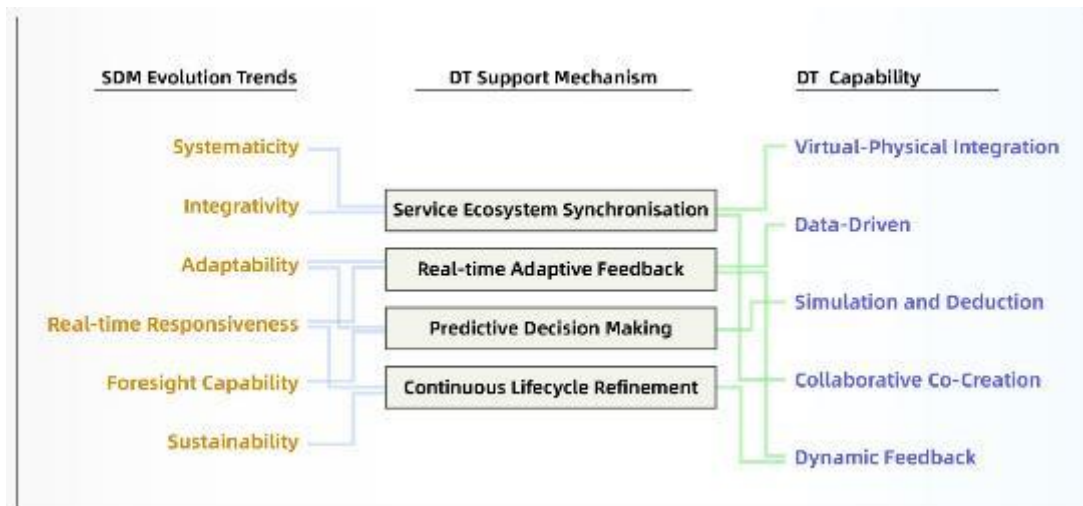 SDM Evolution Trends
DT Support Mechanism
DT Capability
Systematicity
Integrativity
Adaptability
Real-time Responsiveness
Foresight Capability
Sustainability
Service Ecosystem Synchronisation
Real-time Adaptive Feedback
Predictive Decision Making
Continuous Lifecycle Refinement
Virtual-Physical Integration
Data-Driven
Simulation and Deduction
Collaborative Co-Creation
Dynamic Feedback